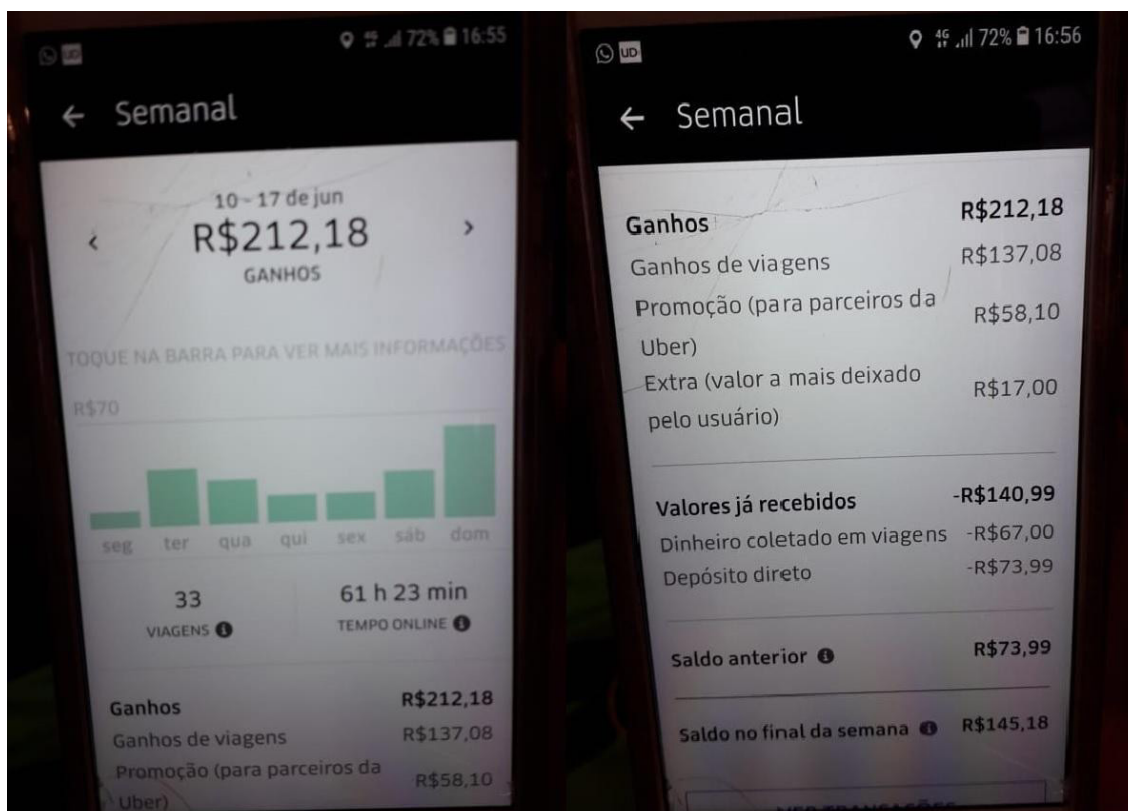 UD
72% 16:55
← Semanal
10 - 17 de jun
< R$212,18 >
GANHOS
TOQUE NA BARRA PARA VER MAIS INFORMAÇÕES
R$70
seg ter qua qui sex sáb dom
33
VIAGENS
61 h 23 min
TEMPO ONLINE
Ganhos R$212,18
Ganhos de viagens R$137,08
Promoção (para parceiros da
Uber) R$58,10
UD
4G 72% 16:56
← Semanal
Ganhos R$212,18
Ganhos de viagens R$137,08
Promoção (para parceiros da
Uber) R$58,10
Extra (valor a mais deixado
pelo usuário) R$17,00
Valores já recebidos -R$140,99
Dinheiro coletado em viagens -R$67,00
Depósito direto -R$73,99
Saldo anterior R$73,99
Saldo no final da semana R$145,18
VER TRANSAÇÕES